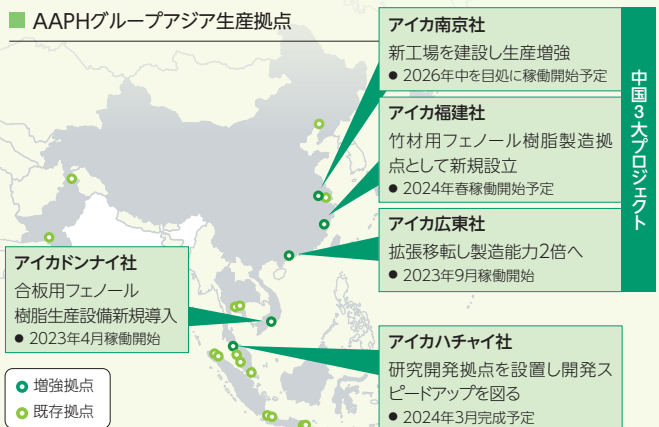 AAPHグループアジア生産拠点
アイカ南京社
新工場を建設し生産増強
● 2026年中を目処に稼働開始予定
アイカ福建社
竹材用フェノール樹脂製造拠
点として新規設立
● 2024年春稼働開始予定
アイカ広東社
拡張移転し製造能力2倍へ
● 2023年9月稼働開始
中国3大プロジェクト
アイカドンナイ社
合板用フェノール
樹脂生産設備新規導入
● 2023年4月稼働開始
アイカハチャイ社
研究開発拠点を設置し開発ス
ピードアップを図る
● 2024年3月完成予定
増強拠点
既存拠点